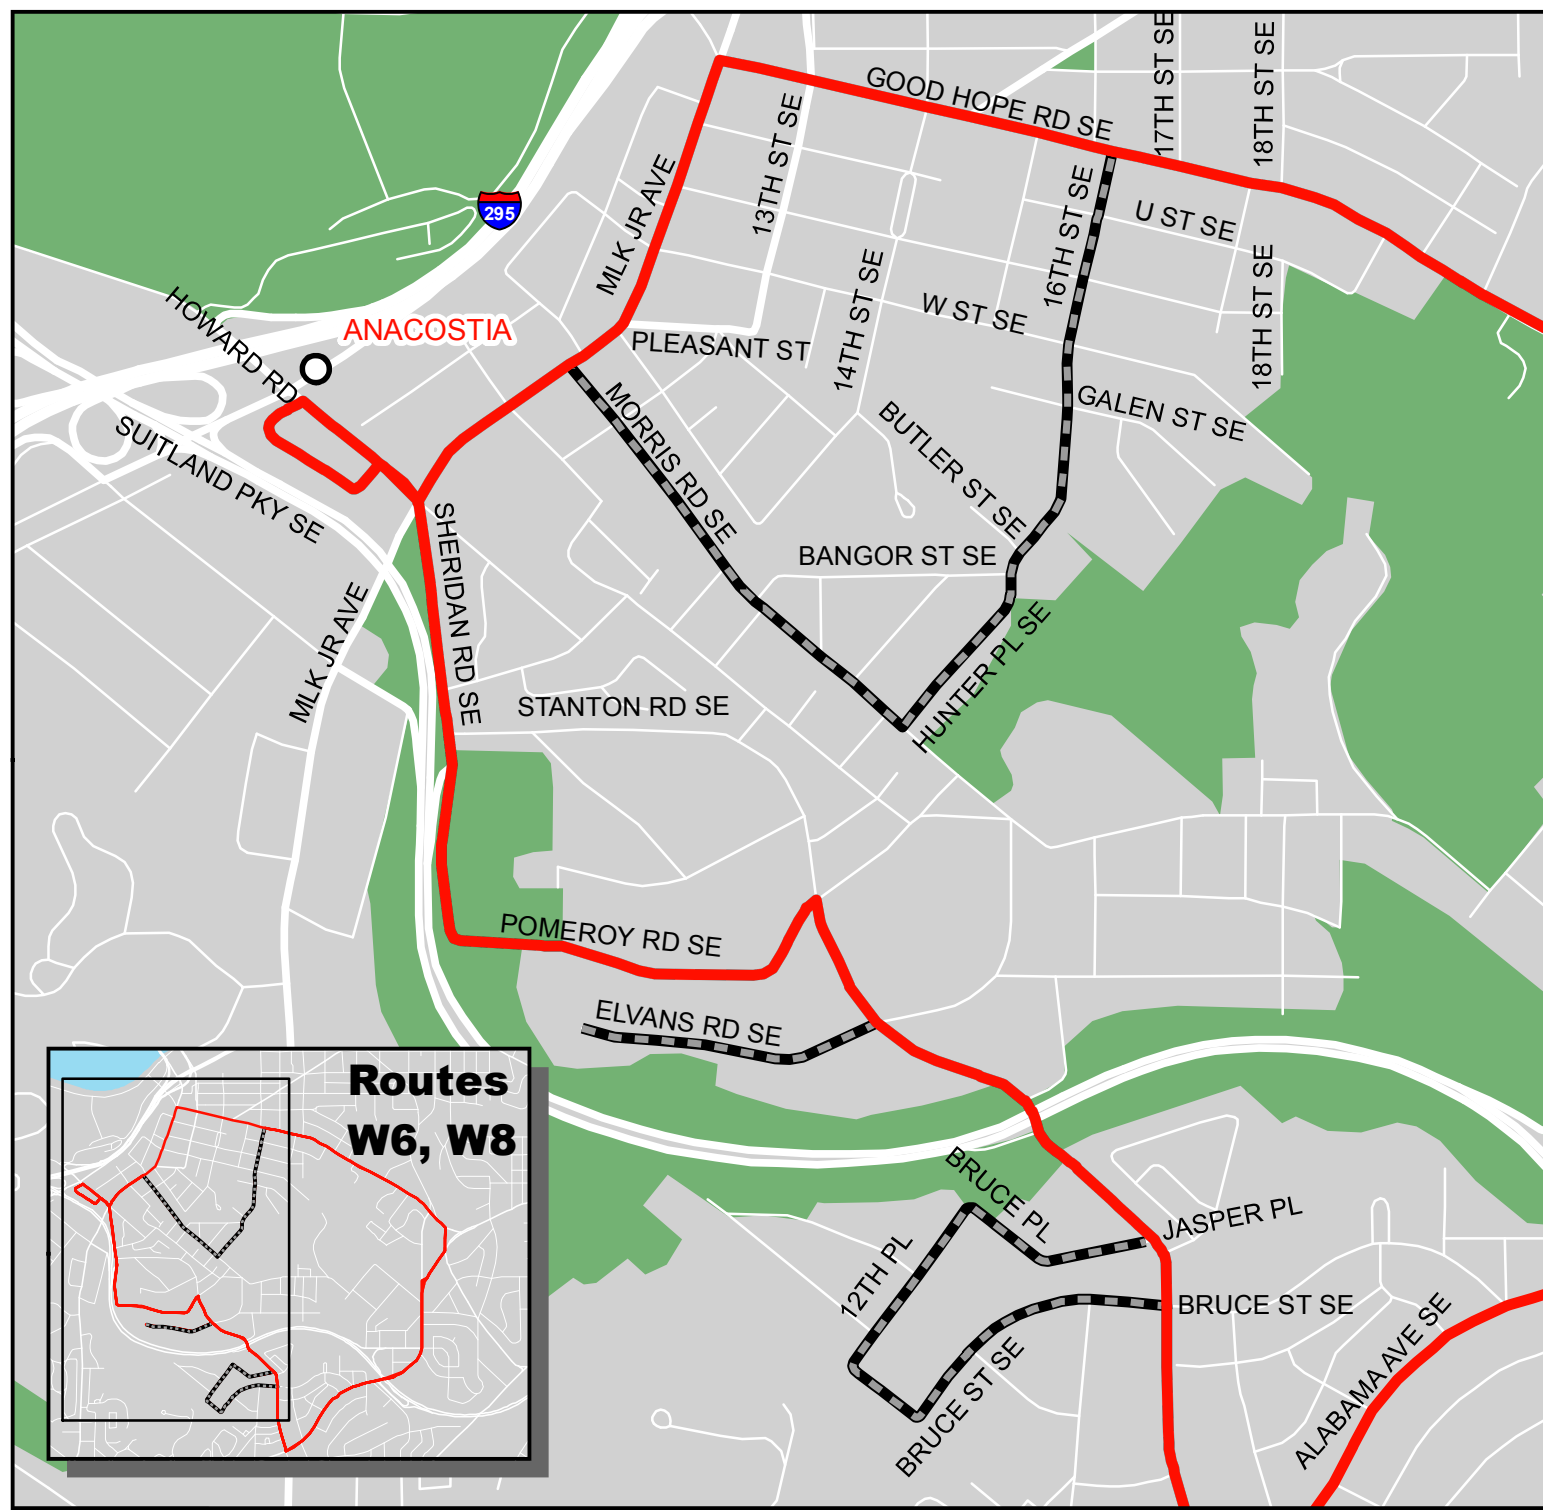 GOOD HOPE RD SE
17TH ST SE
18TH ST SE
MLK JR AVE
13TH ST SE
16TH ST SE
U ST SE
295
HOWARD RD
ANACOSTIA
PLEASANT ST
14TH ST SE
W ST SE
18TH ST SE
SUITLAND PKY SE
MORRIS RD SE
BUTLER ST SE
GALEN ST SE
SHERIDAN RD SE
BANGOR ST SE
MLK JR AVE
STANTON RD SE
HUNTER PL SE
POMEROY RD SE
ELVANS RD SE
Routes
W6, W8
BRUCE PL
JASPER PL
12TH PL
BRUCE ST SE
BRUCE ST SE
ALABAMA AVE SE